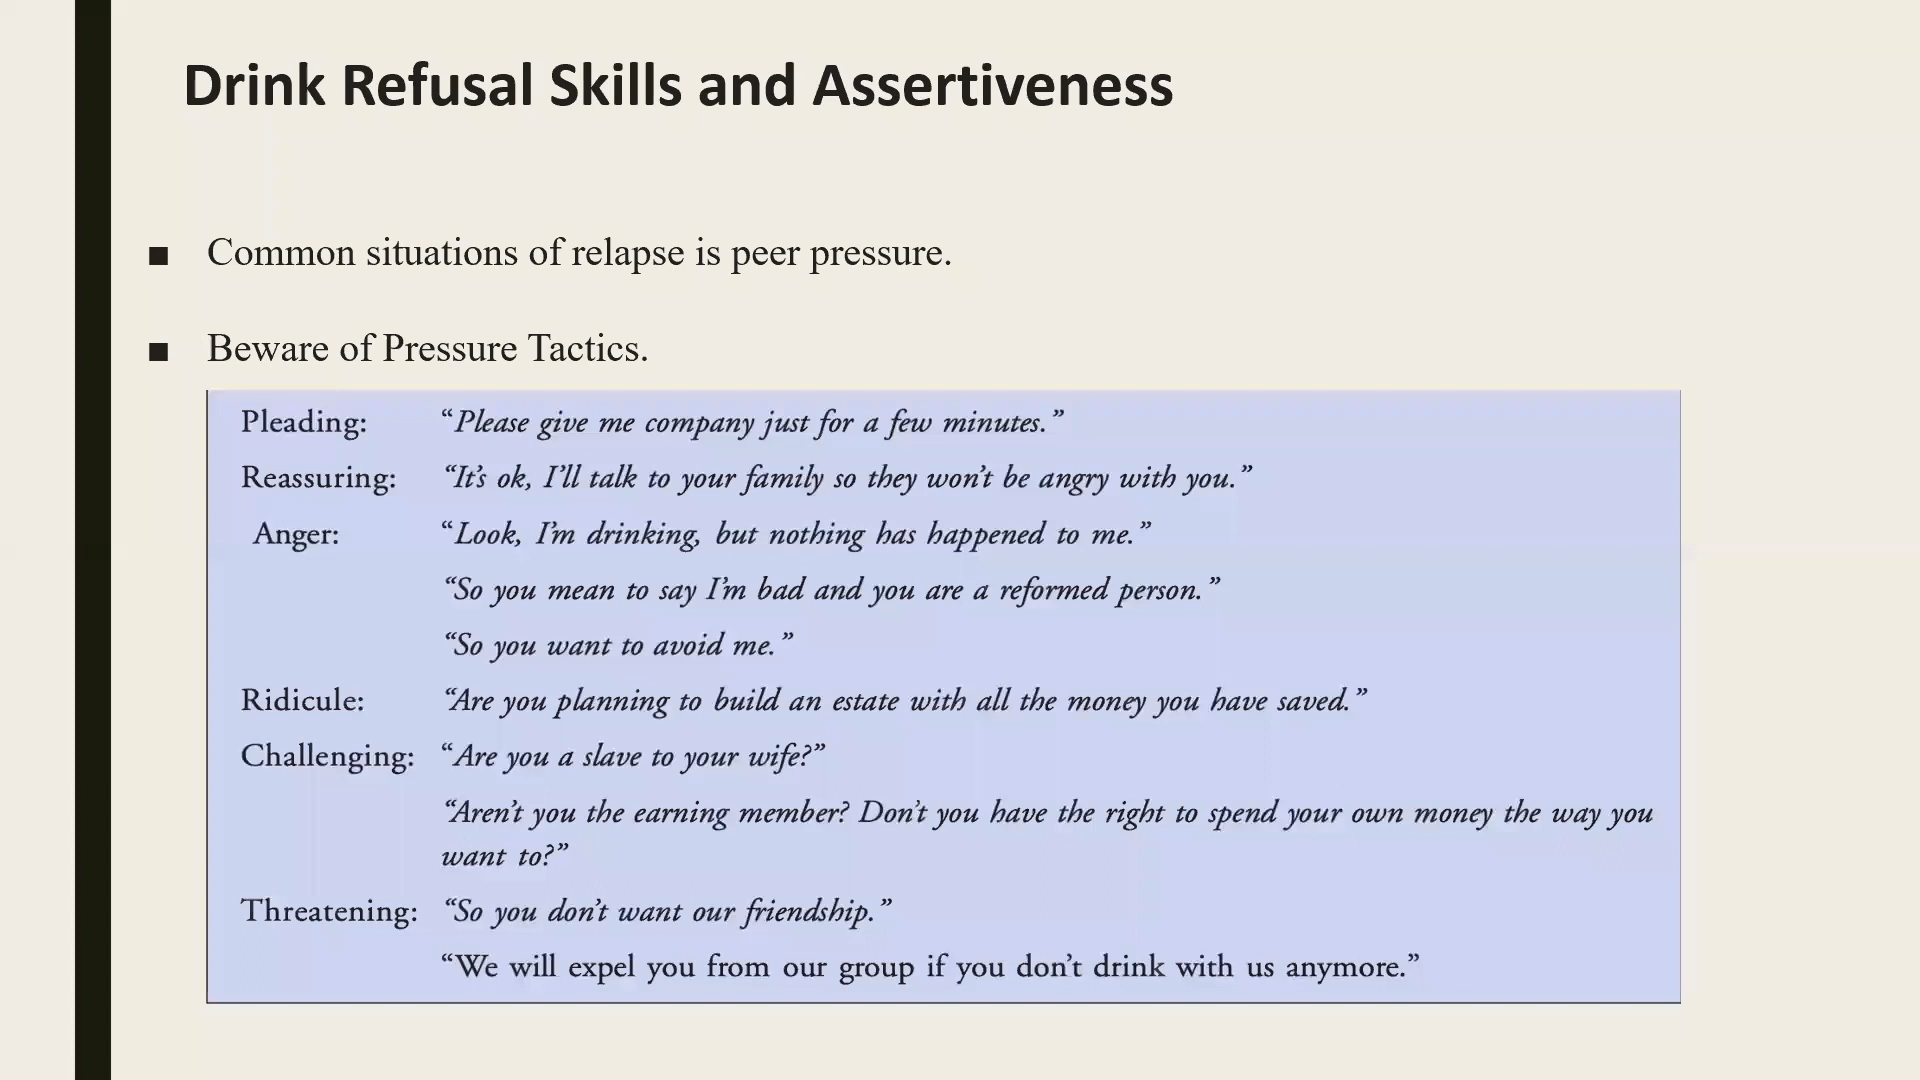 Drink Refusal Skills and Assertiveness
■ Common situations of relapse is peer pressure.
■ Beware of Pressure Tactics.
Pleading: “Please give me company just for a few minutes.”
Reassuring: “It’s ok, I’ll talk to your family so they won’t be angry with you.”
Anger: “Look, I’m drinking, but nothing has happened to me.”
“So you mean to say I’m bad and you are a reformed person.”
“So you want to avoid me.”
Ridicule: “Are you planning to build an estate with all the money you have saved.”
Challenging: “Are you a slave to your wife?”
“Aren’t you the earning member? Don’t you have the right to spend your own money the way you
want to?”
Threatening: “So you don’t want our friendship.”
“We will expel you from our group if you don’t drink with us anymore.”